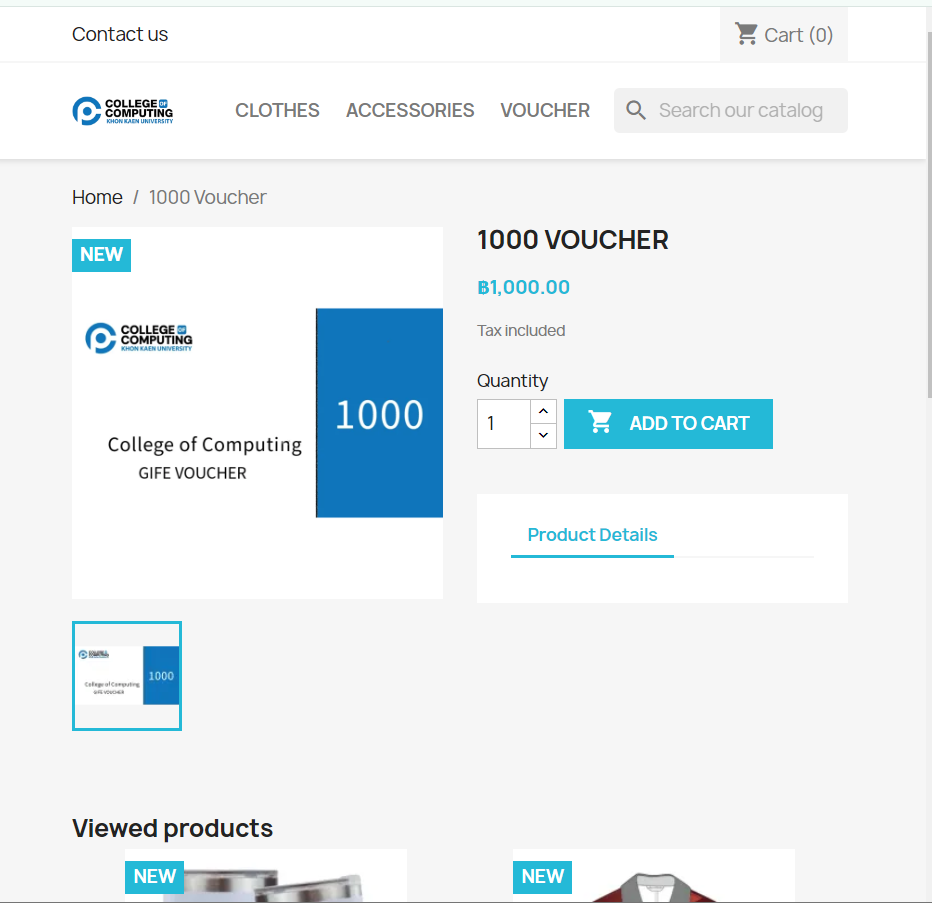 Contact us
Cart (0)
COLLEGE OF
COMPUTING
KHON KAEN UNIVERSITY
CLOTHES
ACCESSORIES
VOUCHER
Search our catalog
Home / 1000 Voucher
NEW
COLLEGE OF
COMPUTING
KHON KAEN UNIVERSITY
1000
College of Computing
GIFE VOUCHER
1000 VOUCHER
฿1,000.00
Tax included
Quantity
1
ADD TO CART
Product Details
1000
College of Computing
GIFE VOUCHER
Viewed products
NEW
NEW